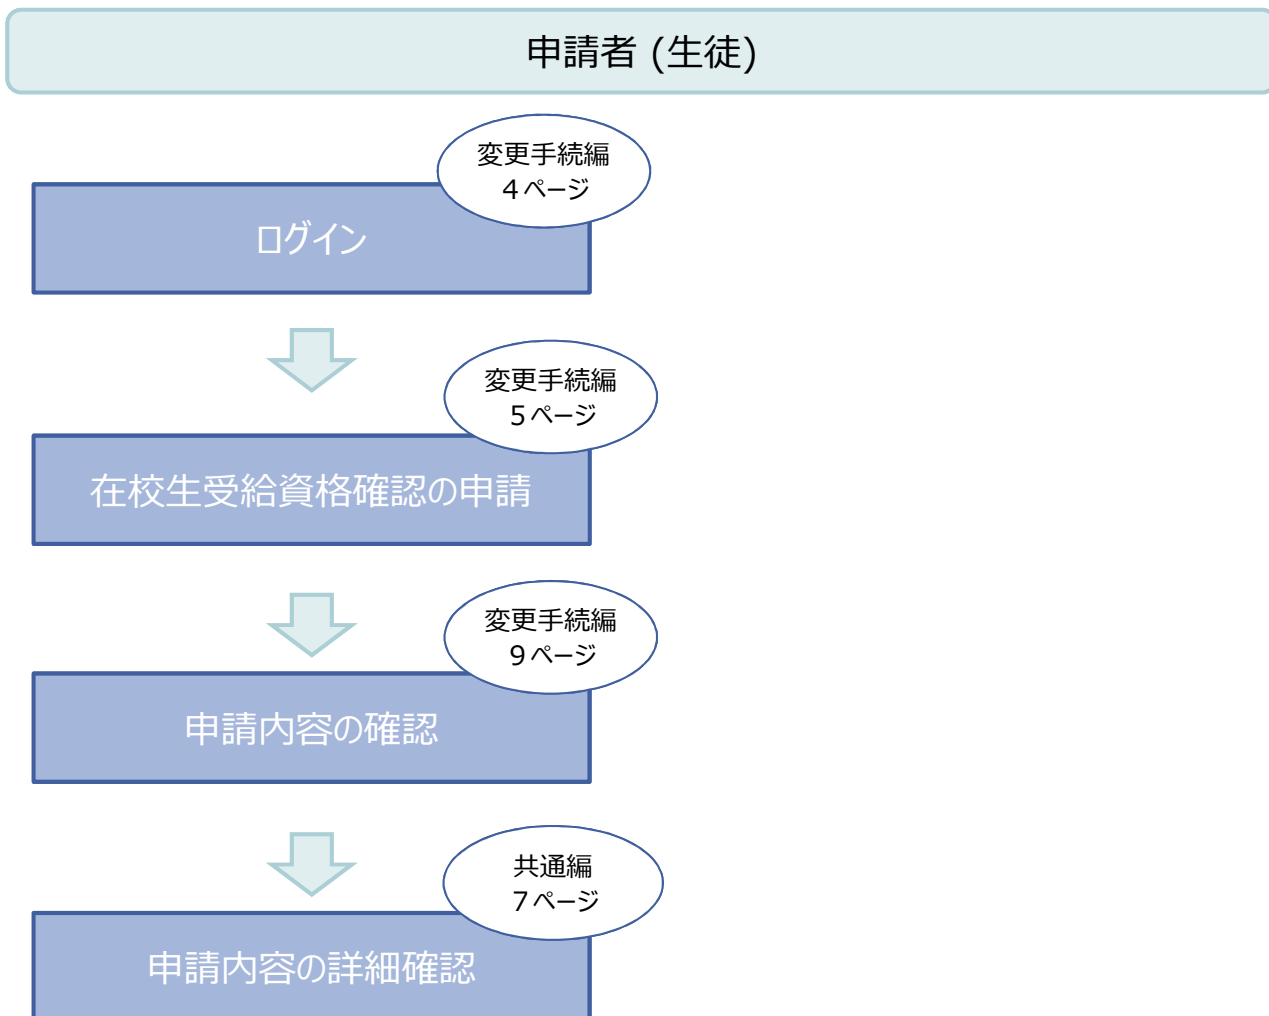 申請者 (生徒)
変更手続編
4 ページ
ログイン
変更手続編
5 ページ
在校生受給資格確認の申請
変更手続編
9 ページ
申請内容の確認
共通編
7 ページ
申請内容の詳細確認